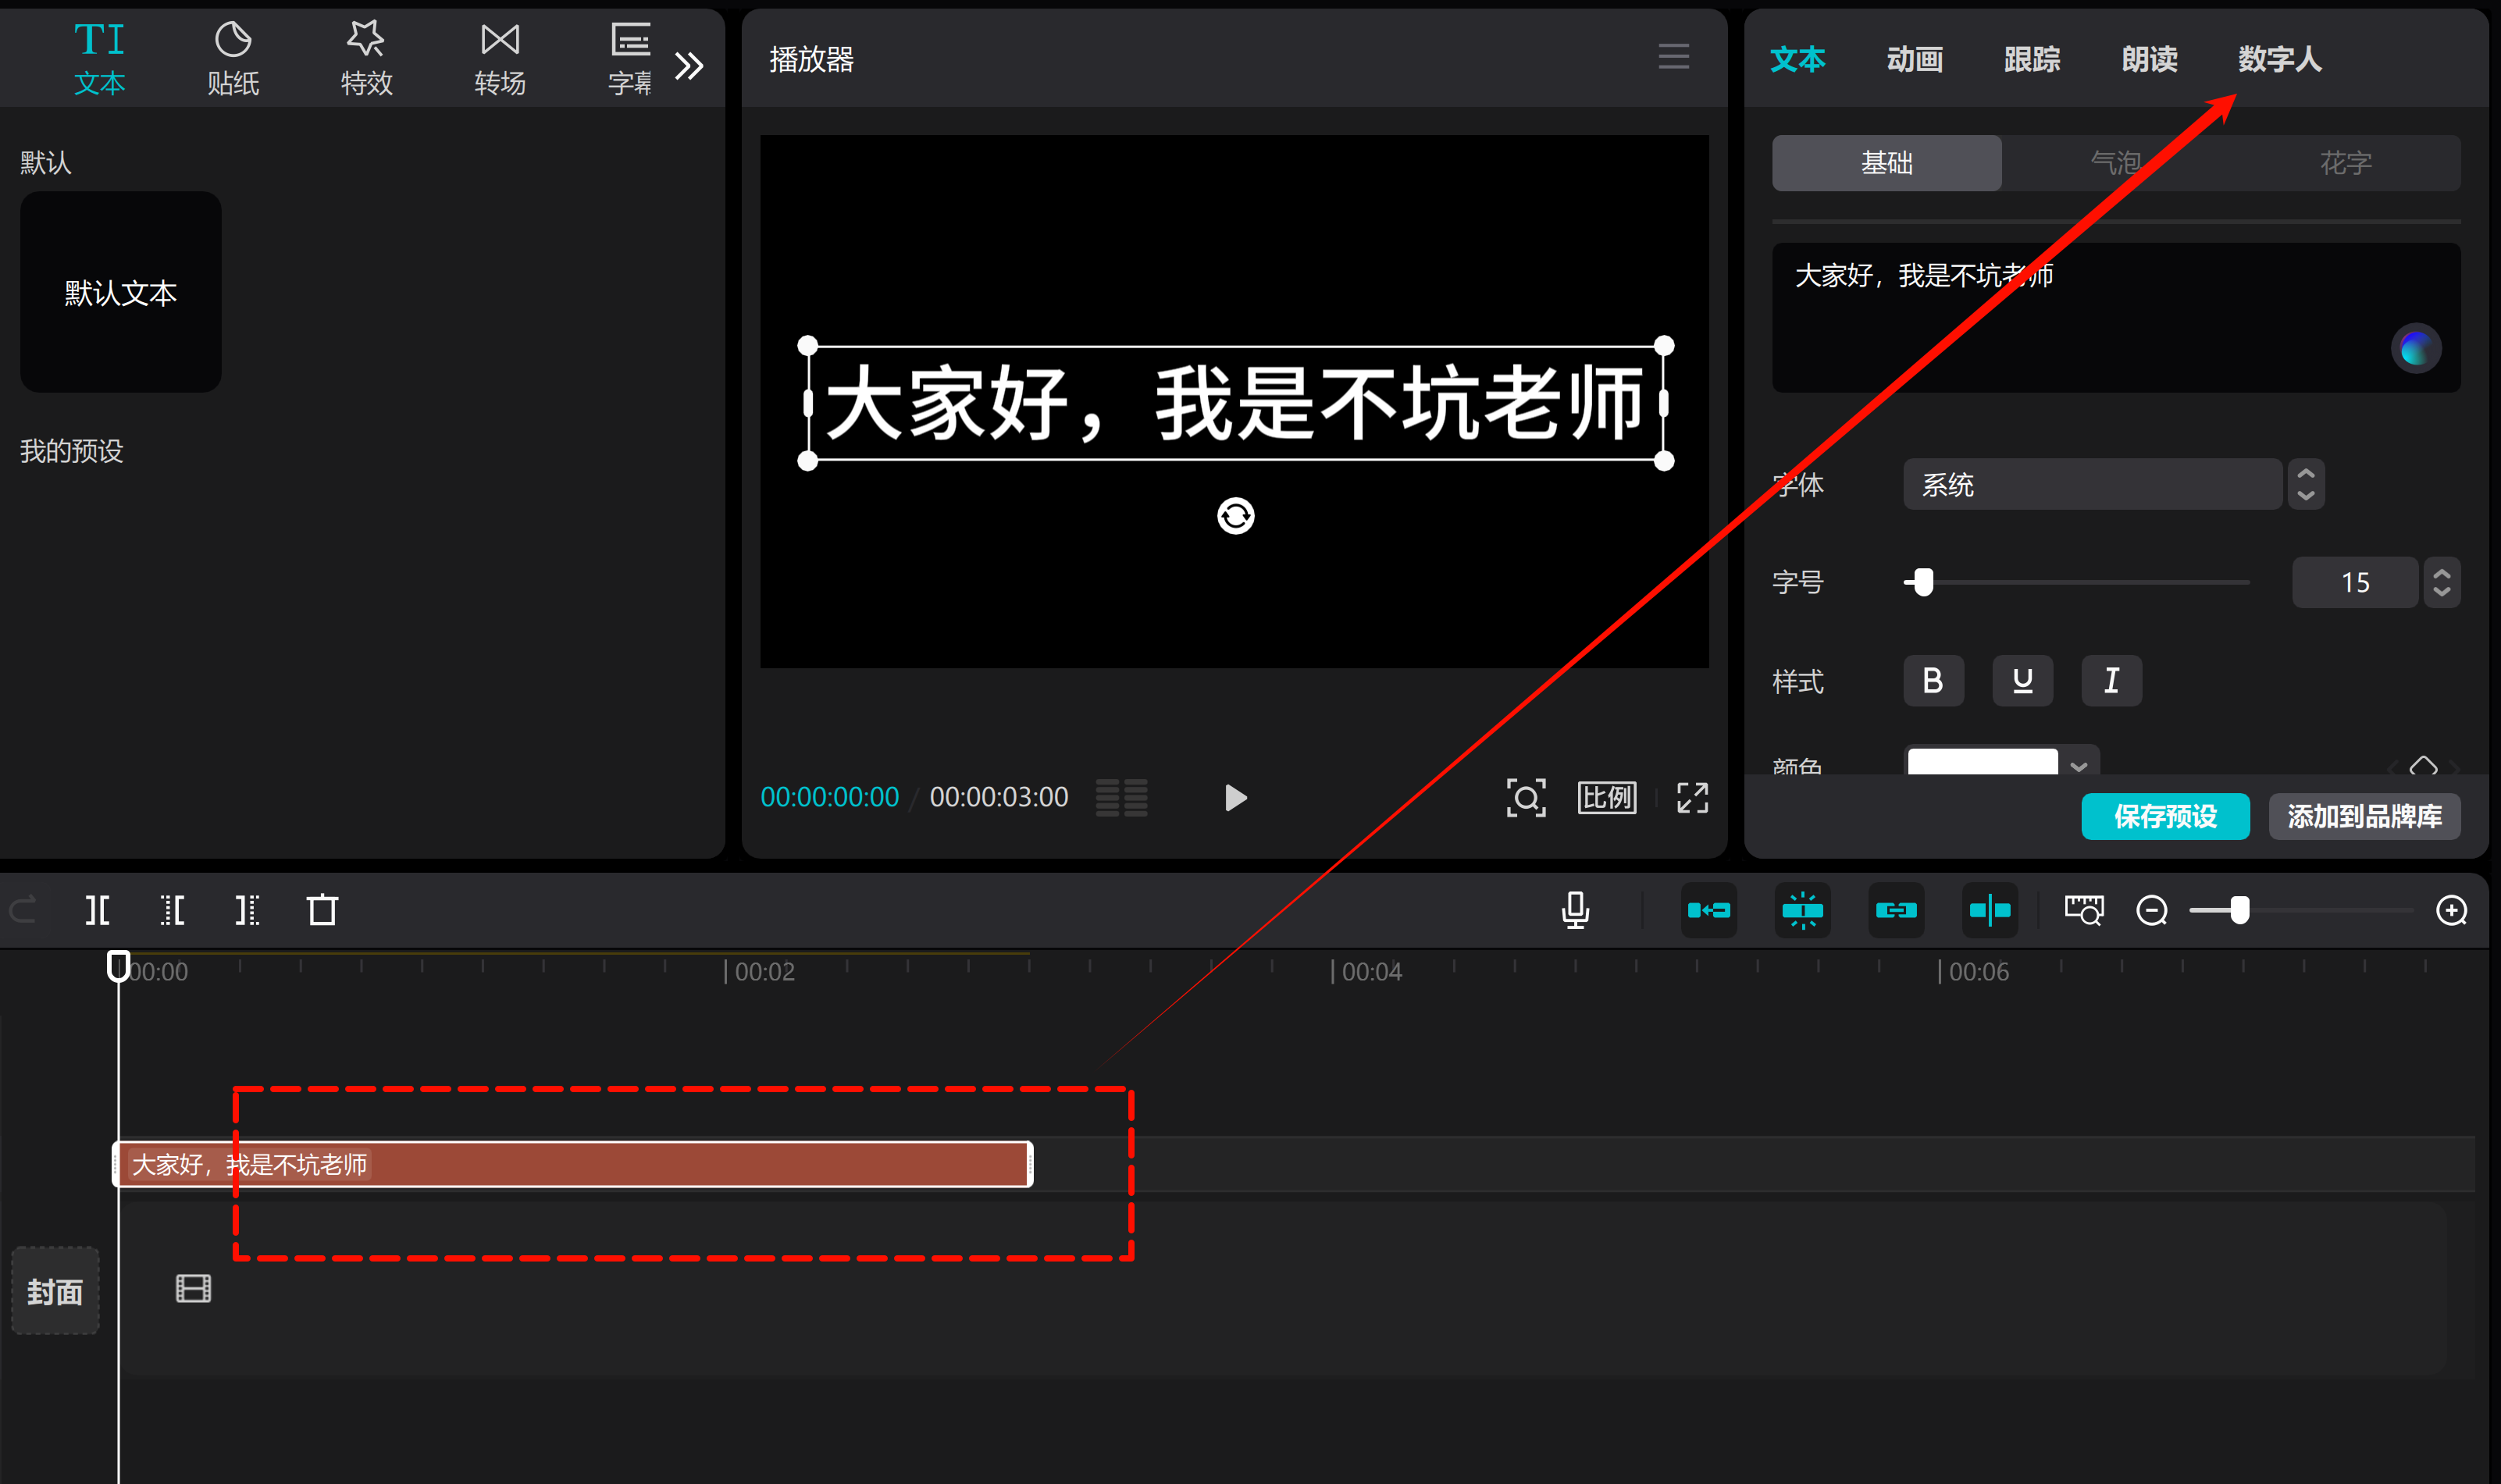 文本
贴纸
特效
转场
字幕
默认
默认文本
我的预设
播放器
大家好，我是不坑老师
00:00:00:00 / 00:00:03:00
比例
文本
动画
跟踪
朗读
数字人
基础
气泡
花字
大家好，我是不坑老师
字体
系统
字号
15
样式
B U I
颜色
保存预设
添加到品牌库
00:00
00:02
00:04
00:06
大家好，我是不坑老师
封面